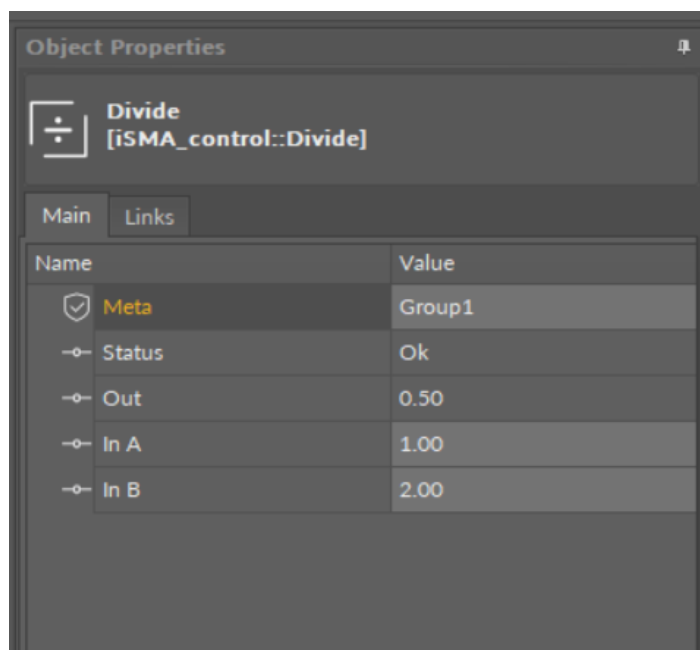 Object Properties
Divide
[iSMA_control::Divide]
Main Links
Name Value
Meta Group1
Status Ok
Out 0.50
In A 1.00
In B 2.00